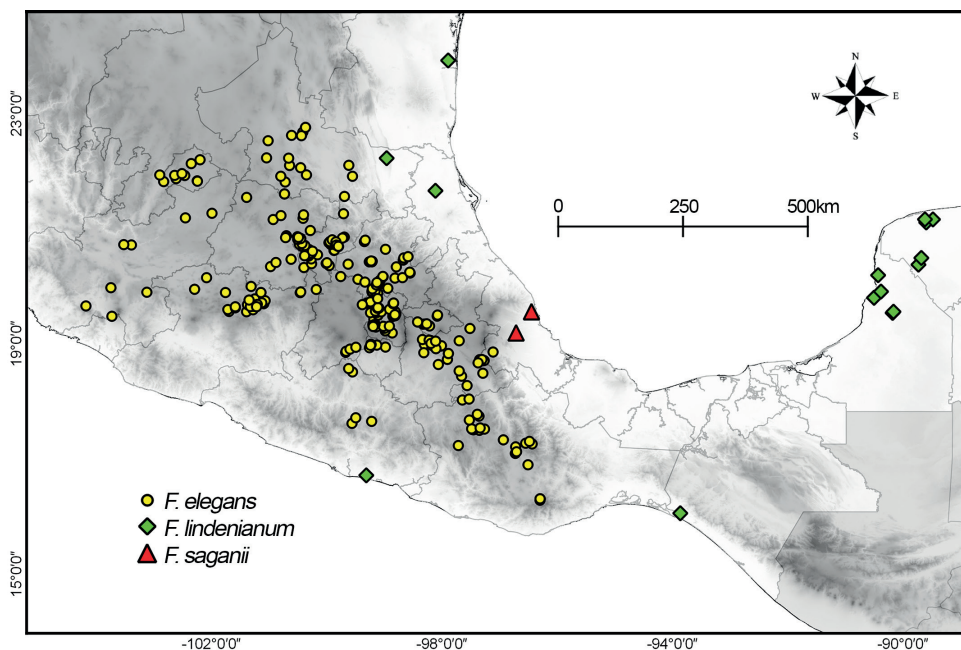 N
W E
S
23°0'0"
0 250 500km
19°0'0"
F. elegans
F. lindenianum
F. saganii
15°0'0"
-102°0'0" -98°0'0" -94°0'0" -90°0'0"